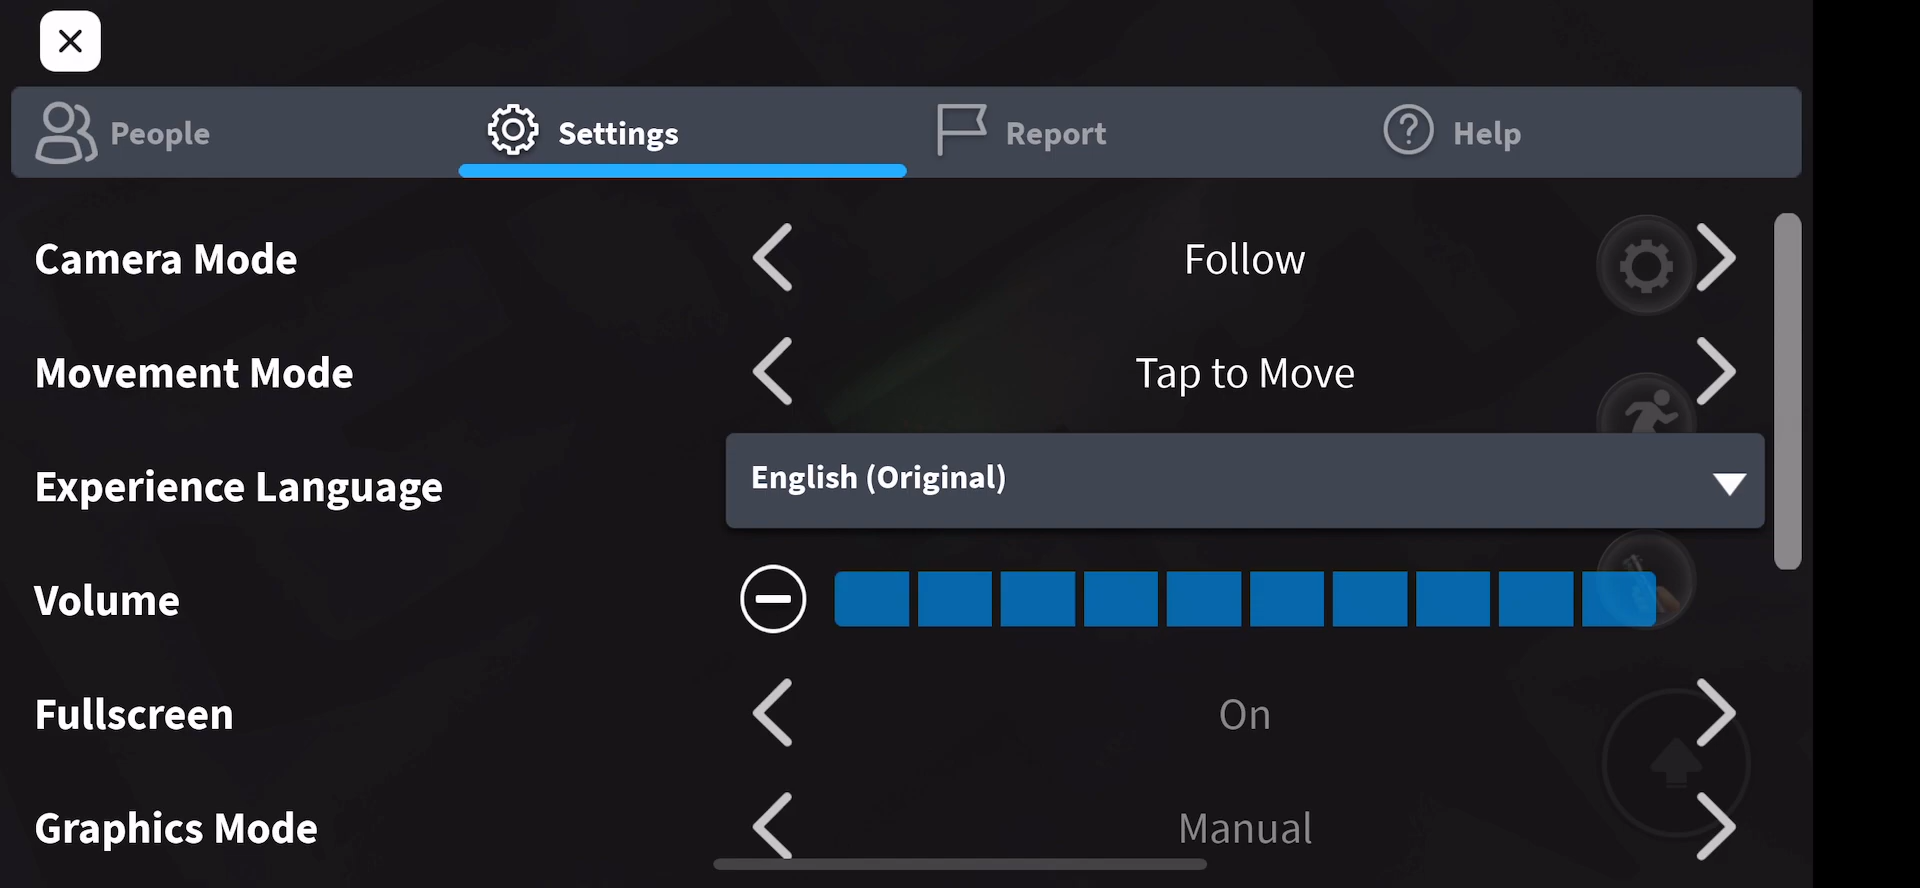 People
Settings
Report
Help
Camera Mode
Follow
Movement Mode
Tap to Move
Experience Language
English (Original)
Volume
Fullscreen
On
Graphics Mode
Manual